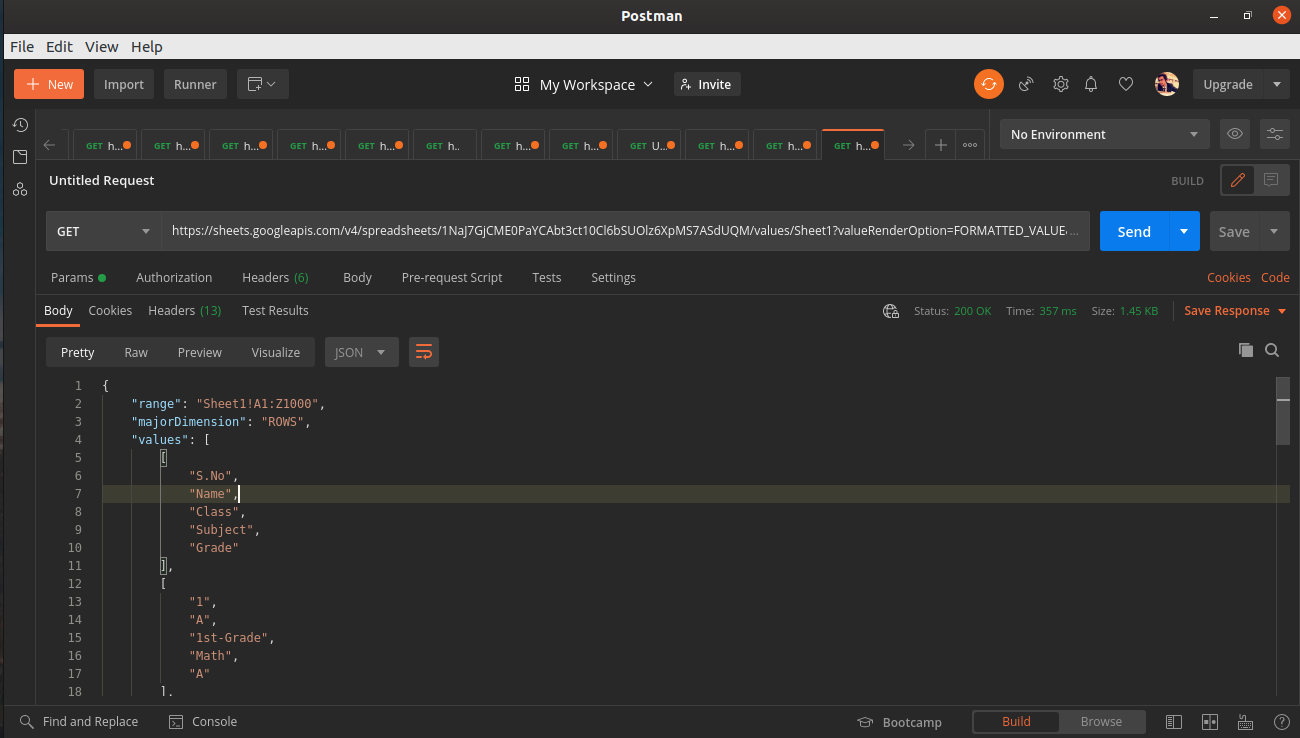 Postman
File Edit View Help
+ New Import Runner My Workspace Invite Upgrade
GET h... GET h... GET h... GET h... GET h... GET h.. GET h... GET h... GET U... GET h... GET h... GET h... No Environment
Untitled Request BUILD
GET https://sheets.googleapis.com/v4/spreadsheets/1NaJ7GjCME0PaYCAbt3ct10Cl6bSUOlz6XpMS7ASdUQM/values/Sheet1?valueRenderOption=FORMATTED_VALUE& ... Send Save
Params Authorization Headers (6) Body Pre-request Script Tests Settings Cookies Code
Body Cookies Headers (13) Test Results Status: 200 OK Time: 357 ms Size: 1.45 KB Save Response
Pretty Raw Preview Visualize JSON
1 {
2 "range": "Sheet1!A1:Z1000",
3 "majorDimension": "ROWS",
4 "values": [
5 [
6 "S.No",
7 "Name",
8 "Class",
9 "Subject",
10 "Grade"
11 ],
12 [
13 "1",
14 "A",
15 "1st-Grade",
16 "Math",
17 "A"
18 ],
Find and Replace Console Bootcamp Build Browse